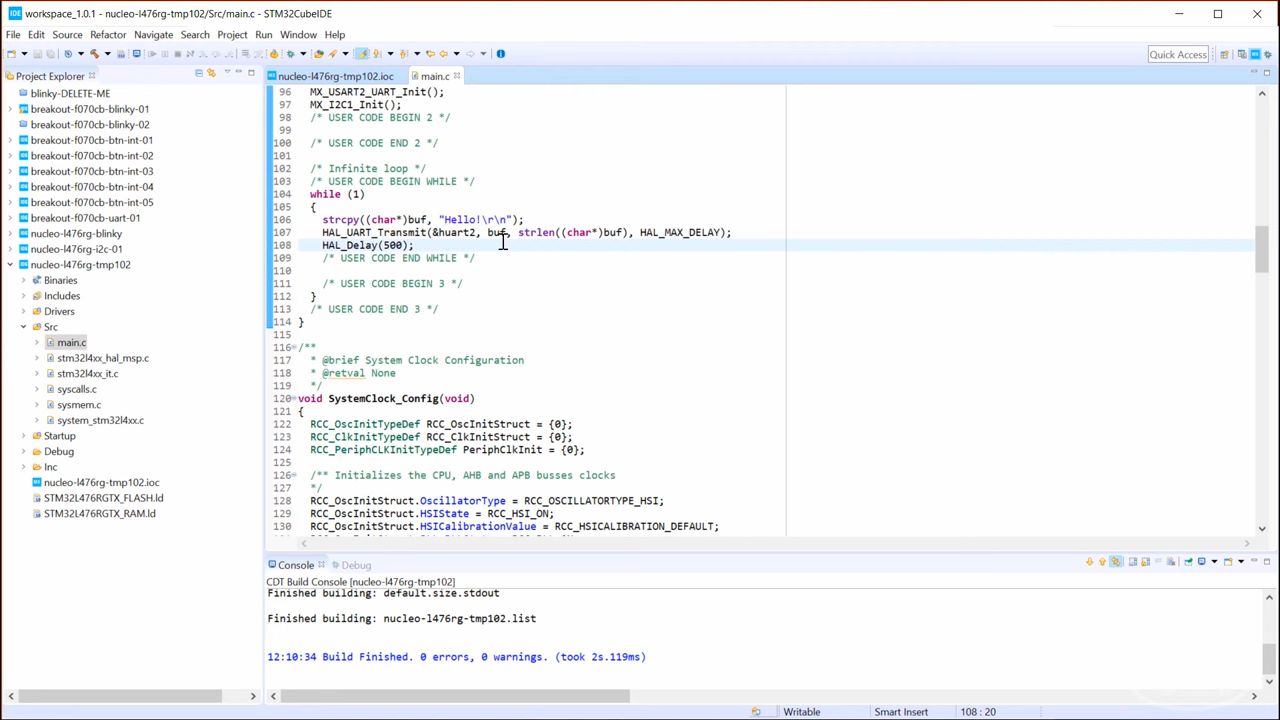 IDE workspace_1.0.1 - nucleo-l476rg-tmp102/Src/main.c - STM32CubeIDE
File Edit Source Refactor Navigate Search Project Run Window Help
Quick Access
Project Explorer
blinky-DELETE-ME
breakout-f070cb-blinky-01
breakout-f070cb-blinky-02
breakout-f070cb-btn-int-01
breakout-f070cb-btn-int-02
breakout-f070cb-btn-int-03
breakout-f070cb-btn-int-04
breakout-f070cb-btn-int-05
breakout-f070cb-uart-01
nucleo-l476rg-blinky
nucleo-l476rg-i2c-01
nucleo-l476rg-tmp102
Binaries
Includes
Drivers
Src
main.c
stm32l4xx_hal_msp.c
stm32l4xx_it.c
syscalls.c
sysmem.c
system_stm32l4xx.c
Startup
Debug
Inc
nucleo-l476rg-tmp102.ioc
STM32L476RGTX_FLASH.ld
STM32L476RGTX_RAM.ld
nucleo-l476rg-tmp102.ioc main.c
96 MX_USART2_UART_Init();
97 MX_I2C1_Init();
98 /* USER CODE BEGIN 2 */
99
100 /* USER CODE END 2 */
101
102 /* Infinite loop */
103 /* USER CODE BEGIN WHILE */
104 while (1)
105 {
106 strcpy((char*)buf, "Hello!\r\n");
107 HAL_UART_Transmit(&huart2, buf, strlen((char*)buf), HAL_MAX_DELAY);
108 HAL_Delay(500);
109 /* USER CODE END WHILE */
110
111 /* USER CODE BEGIN 3 */
112 }
113 /* USER CODE END 3 */
114 }
115
116 /**
117 * @brief System Clock Configuration
118 * @retval None
119 */
120 void SystemClock_Config(void)
121 {
122 RCC_OscInitTypeDef RCC_OscInitStruct = {0};
123 RCC_ClkInitTypeDef RCC_ClkInitStruct = {0};
124 RCC_PeriphCLKInitTypeDef PeriphClkInit = {0};
125
126 /** Initializes the CPU, AHB and APB busses clocks
127 */
128 RCC_OscInitStruct.OscillatorType = RCC_OSCILLATORTYPE_HSI;
129 RCC_OscInitStruct.HSIState = RCC_HSI_ON;
130 RCC_OscInitStruct.HSICalibrationValue = RCC_HSICALIBRATION_DEFAULT;
Console Debug
CDT Build Console [nucleo-l476rg-tmp102]
Finished building: default.size.stdout
Finished building: nucleo-l476rg-tmp102.list
12:10:34 Build Finished. 0 errors, 0 warnings. (took 2s.119ms)
Writable Smart Insert 108 : 20